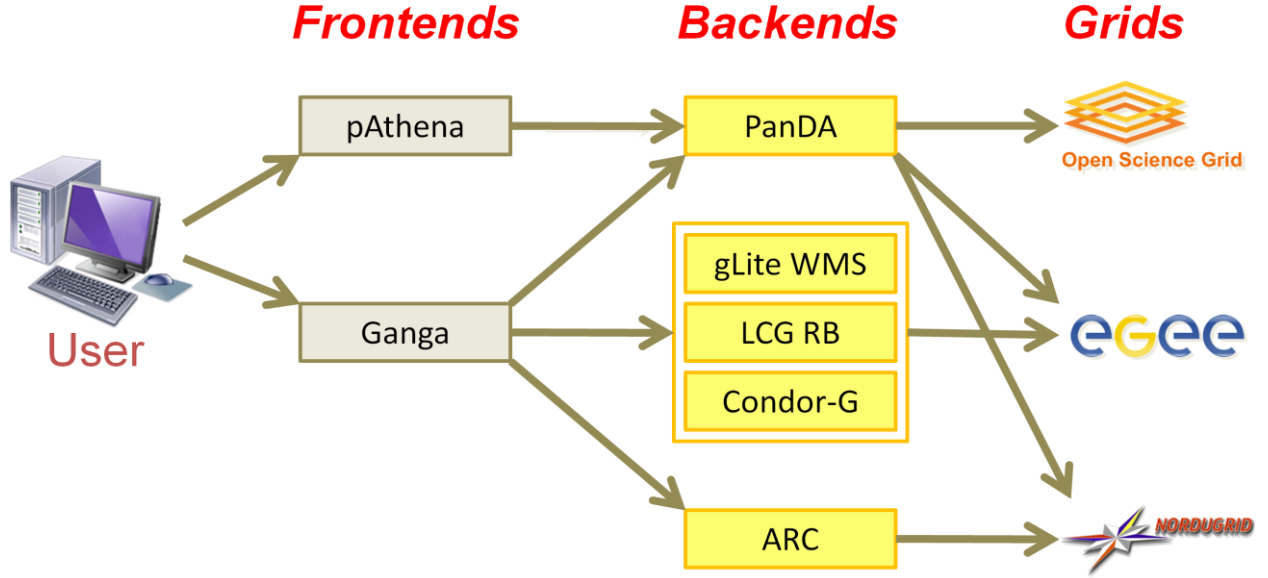 Frontends
Backends
Grids
pAthena
PanDA
Open Science Grid
User
Ganga
gLite WMS
LCG RB
Condor-G
egee
ARC
NORDUGRID